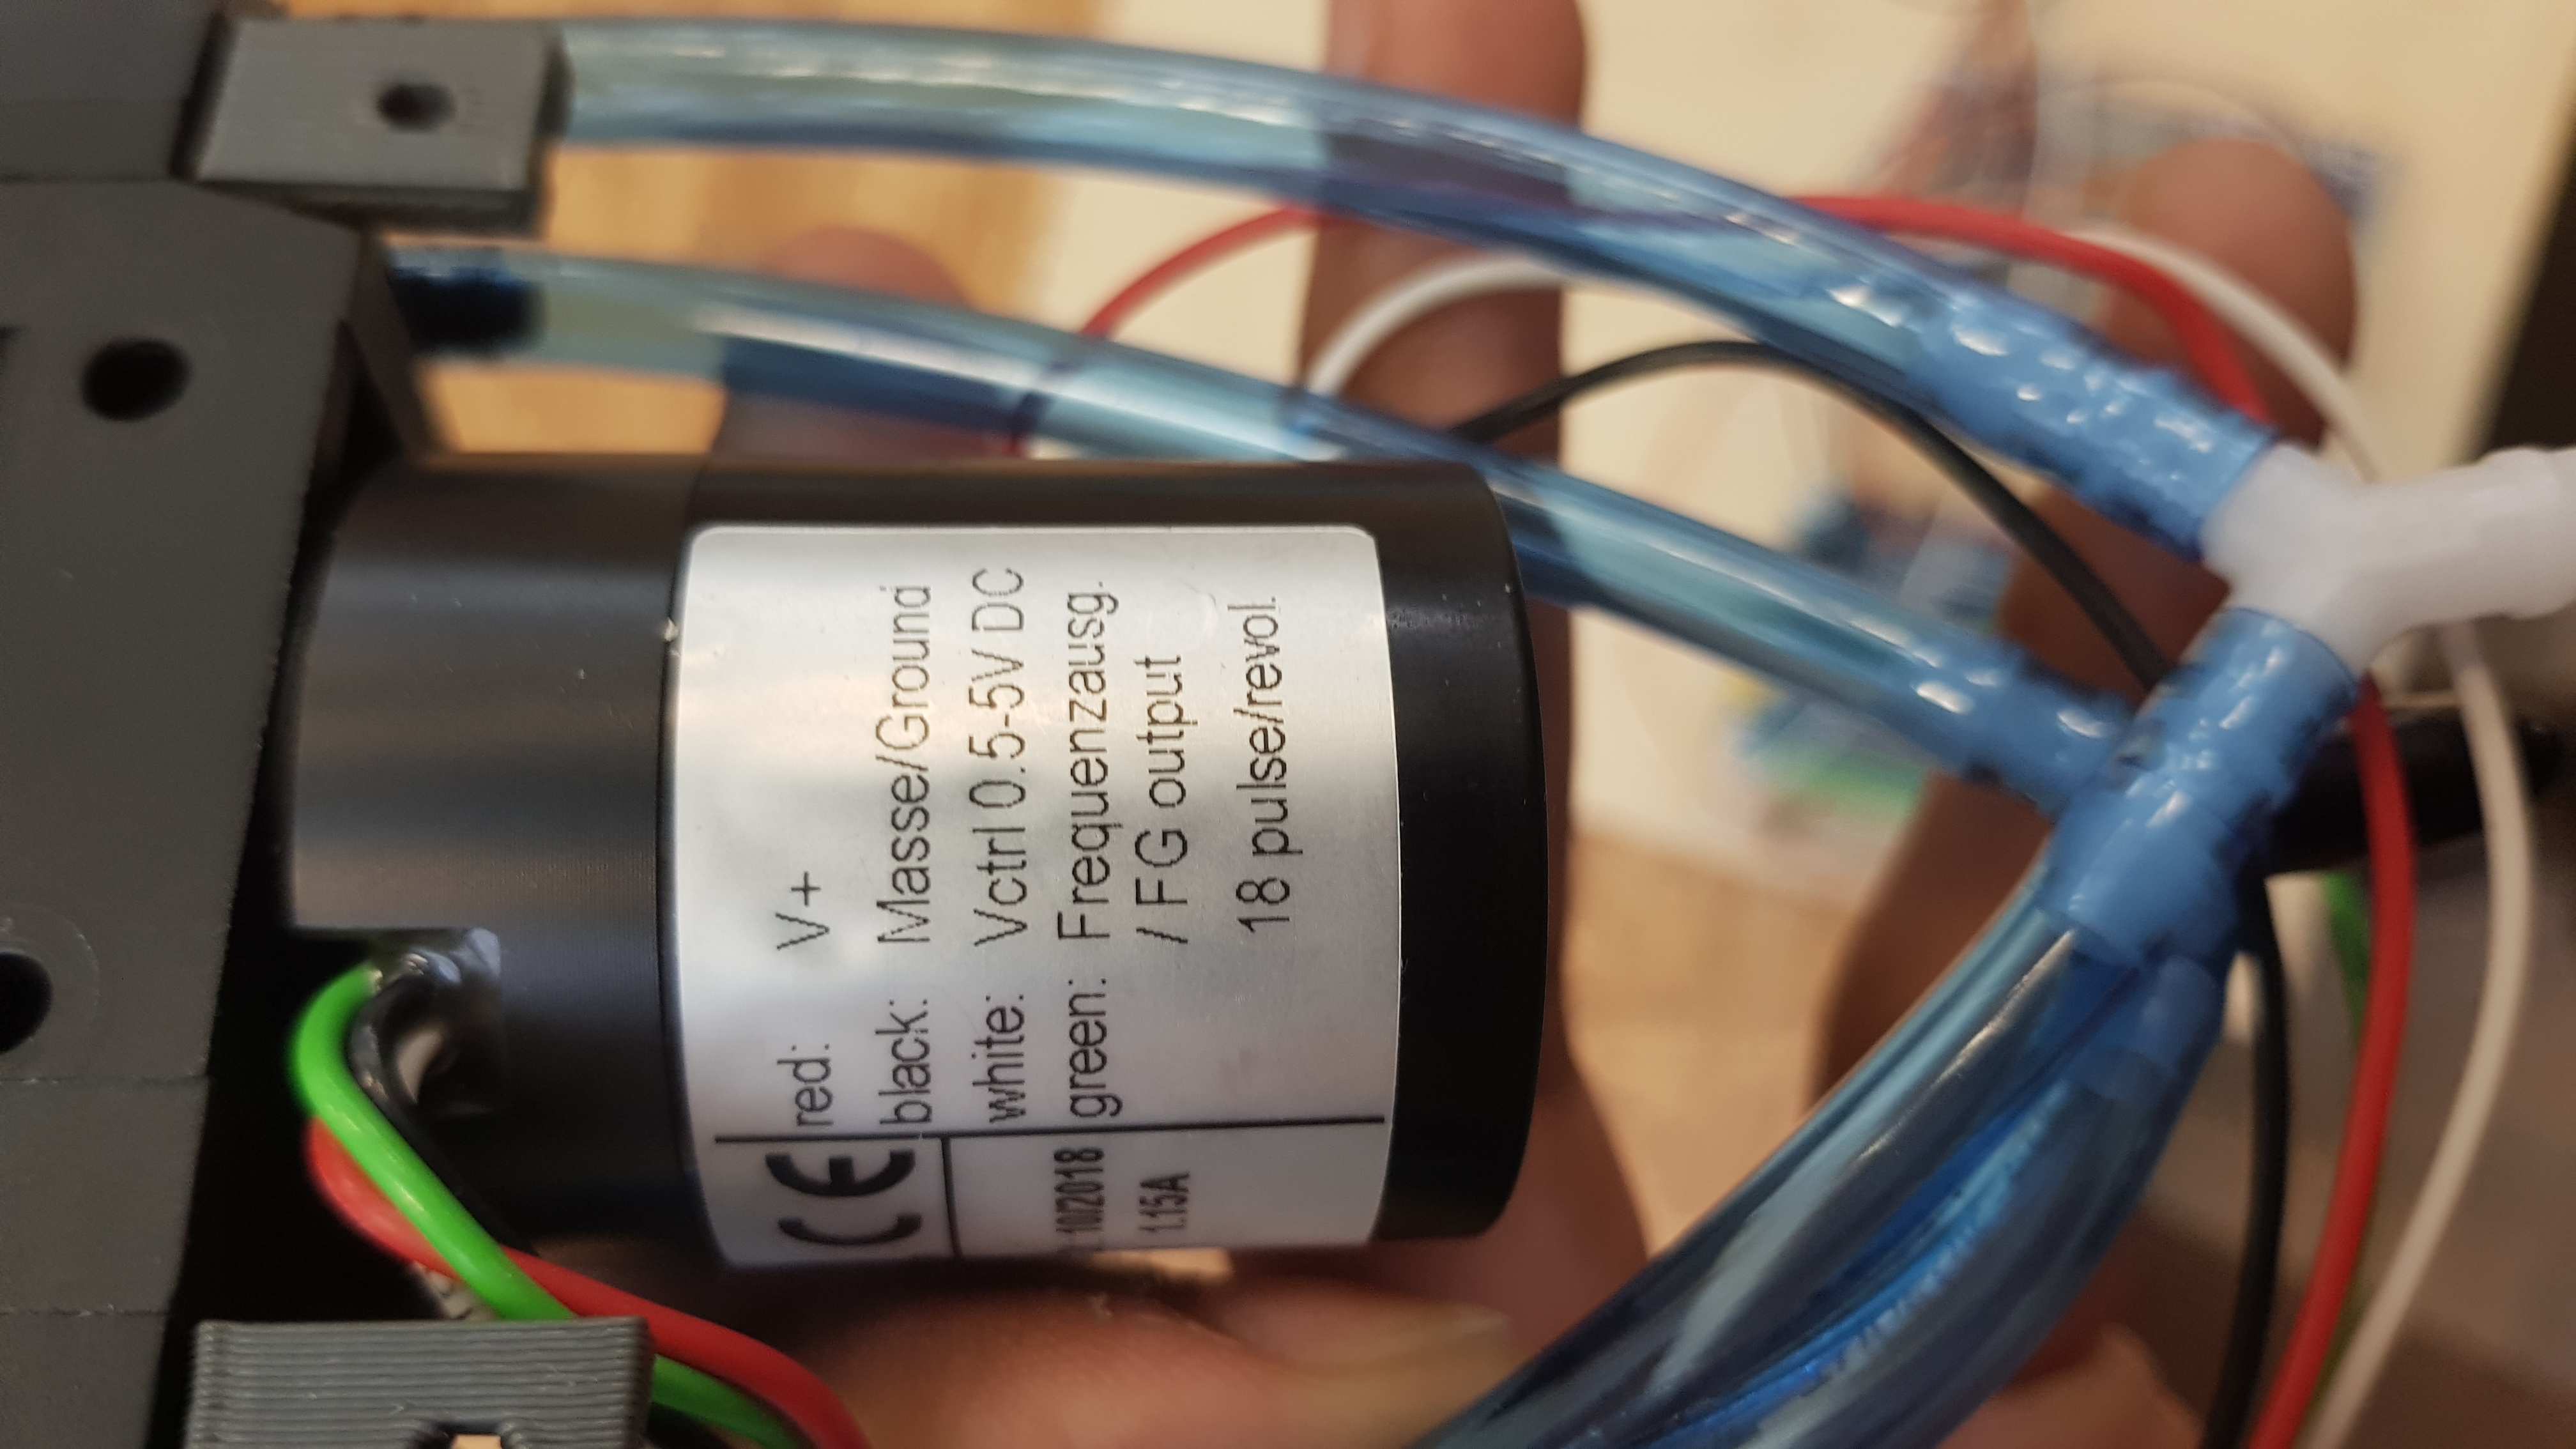 CE
10/2018
1.15A
red: V+
black: Masse/Ground
white: Vctrl 0.5-5V DC
green: Frequenzausg.
/ FG output
18 pulse/revol.